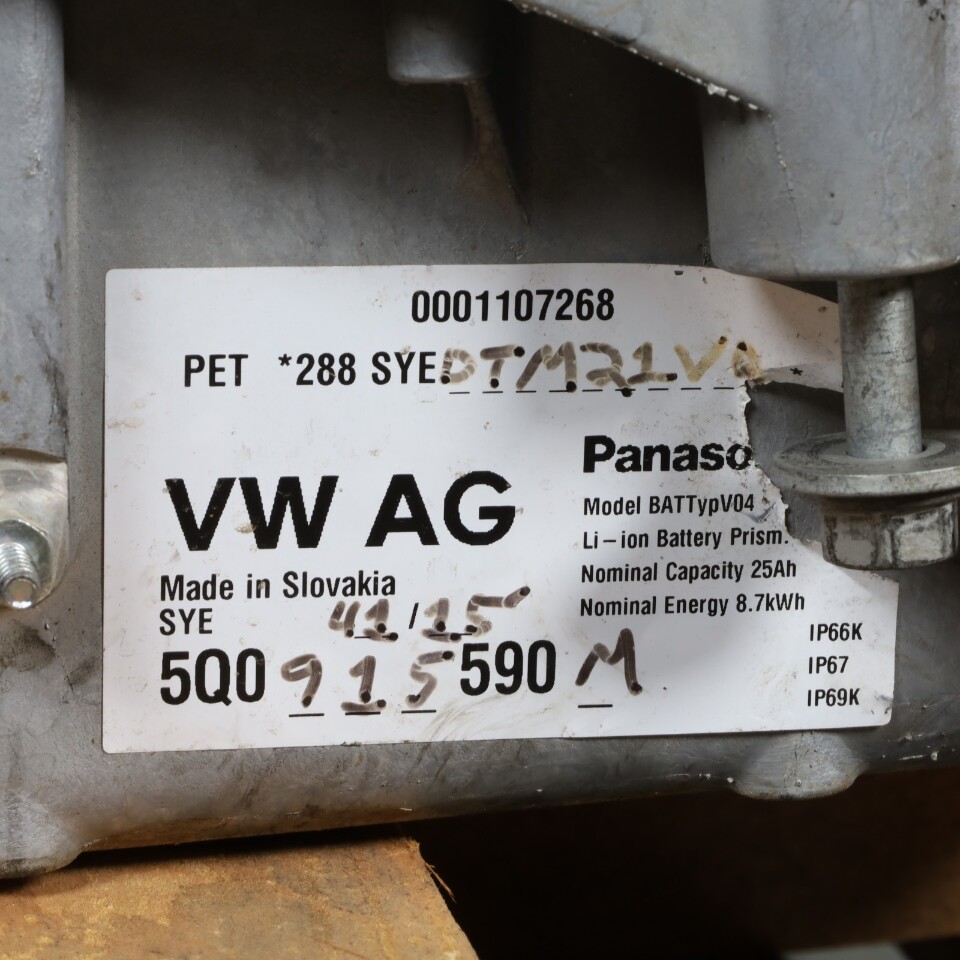 0001107268
PET *288 SYE.DTM21V *
VW AG
Panaso
Model BATTypV04
Li-ion Battery Prism.
Nominal Capacity 25Ah
Nominal Energy 8.7kWh
Made in Slovakia
SYE 41/15
5Q0 915 590 M
IP66K
IP67
IP69K